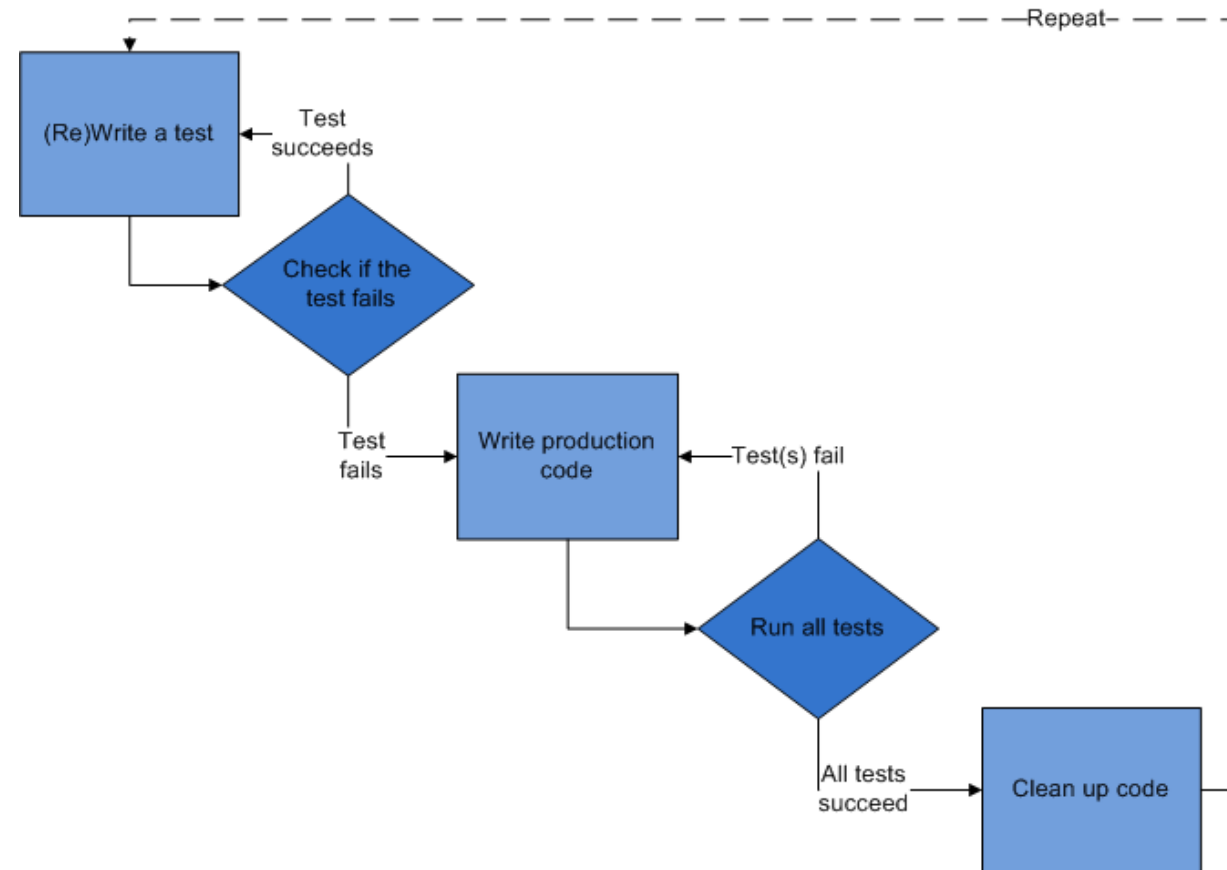 Repeat
(Re)Write a test
Test
succeeds
Check if the
test fails
Test
fails
Write production
code
Test(s) fail
Run all tests
All tests
succeed
Clean up code